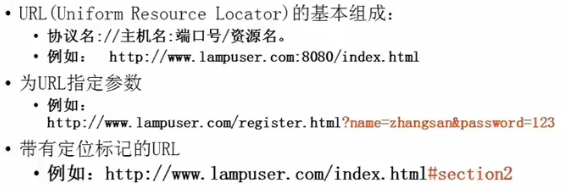 • URL(Uniform Resource Locator)的基本组成:
• 协议名://主机名:端口号/资源名。
• 例如: http://www.lampuser.com:8080/index.html
• 为URL指定参数
• 例如:
http://www.lampuser.com/register.html?name=zhangsan&password=123
• 带有定位标记的URL
• 例如:http://www.lampuser.com/index.html#section2